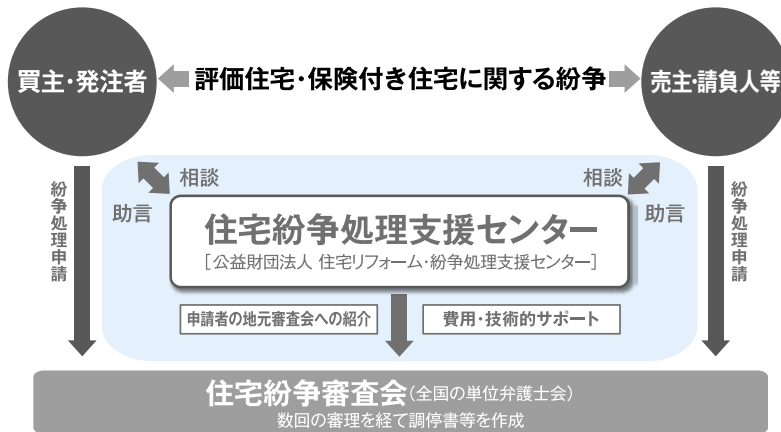 買主・発注者
評価住宅・保険付き住宅に関する紛争
売主・請負人等
紛争処理申請
助言
相談
相談
助言
紛争処理申請
住宅紛争処理支援センター
[公益財団法人 住宅リフォーム・紛争処理支援センター]
申請者の地元審査会への紹介
費用・技術的サポート
住宅紛争審査会(全国の単位弁護士会)
数回の審理を経て調停書等を作成